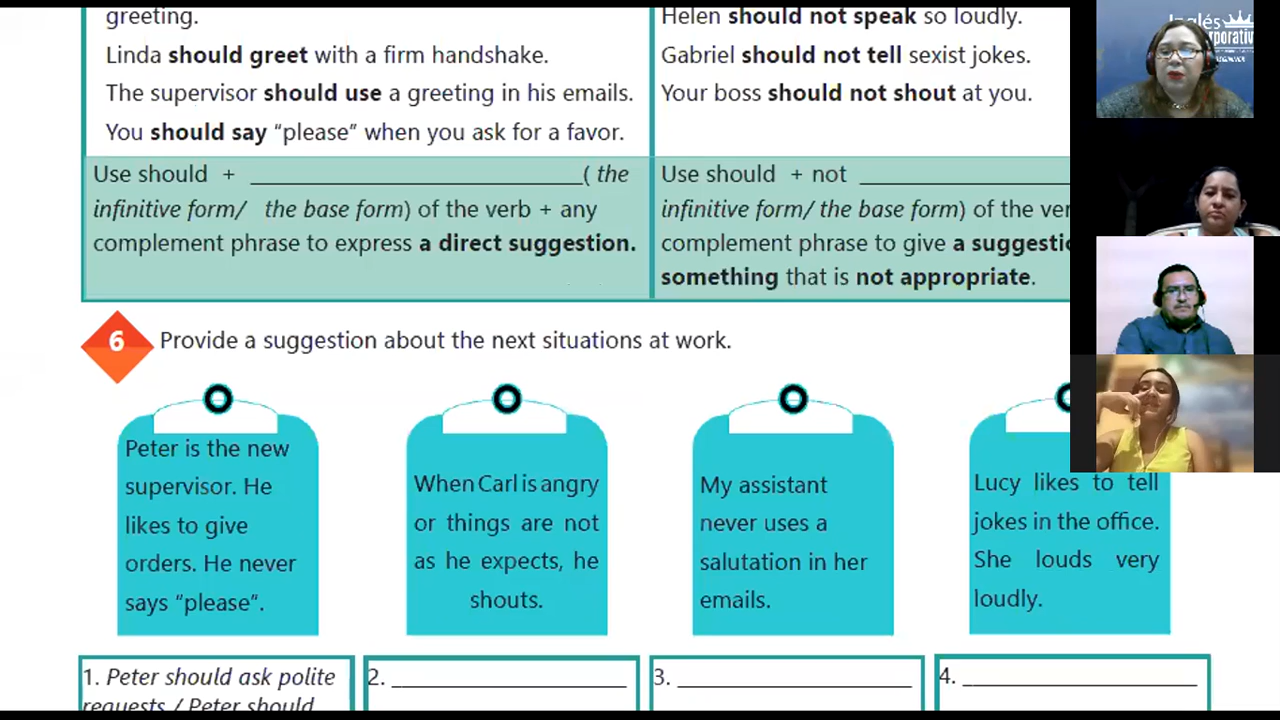 greeting.
Linda should greet with a firm handshake.
The supervisor should use a greeting in his emails.
You should say “please” when you ask for a favor.
Helen should not speak so loudly.
Gabriel should not tell sexist jokes.
Your boss should not shout at you.
Use should + ______________________________( the
infinitive form/ the base form) of the verb + any
complement phrase to express a direct suggestion.
Use should + not ____________________
infinitive form/ the base form) of the
complement phrase to give a
something that is not appropriate.
6 Provide a suggestion about the next situations at work.
Peter is the new
supervisor. He
likes to give
orders. He never
says “please”.
When Carl is angry
or things are not
as he expects, he
shouts.
My assistant
never uses a
salutation in her
emails.
Lucy likes to tell
jokes in the office.
She louds very
loudly.
1. Peter should ask polite
requests / Peter should
2. ______________________
3. ______________________
4. ______________________
Inglés